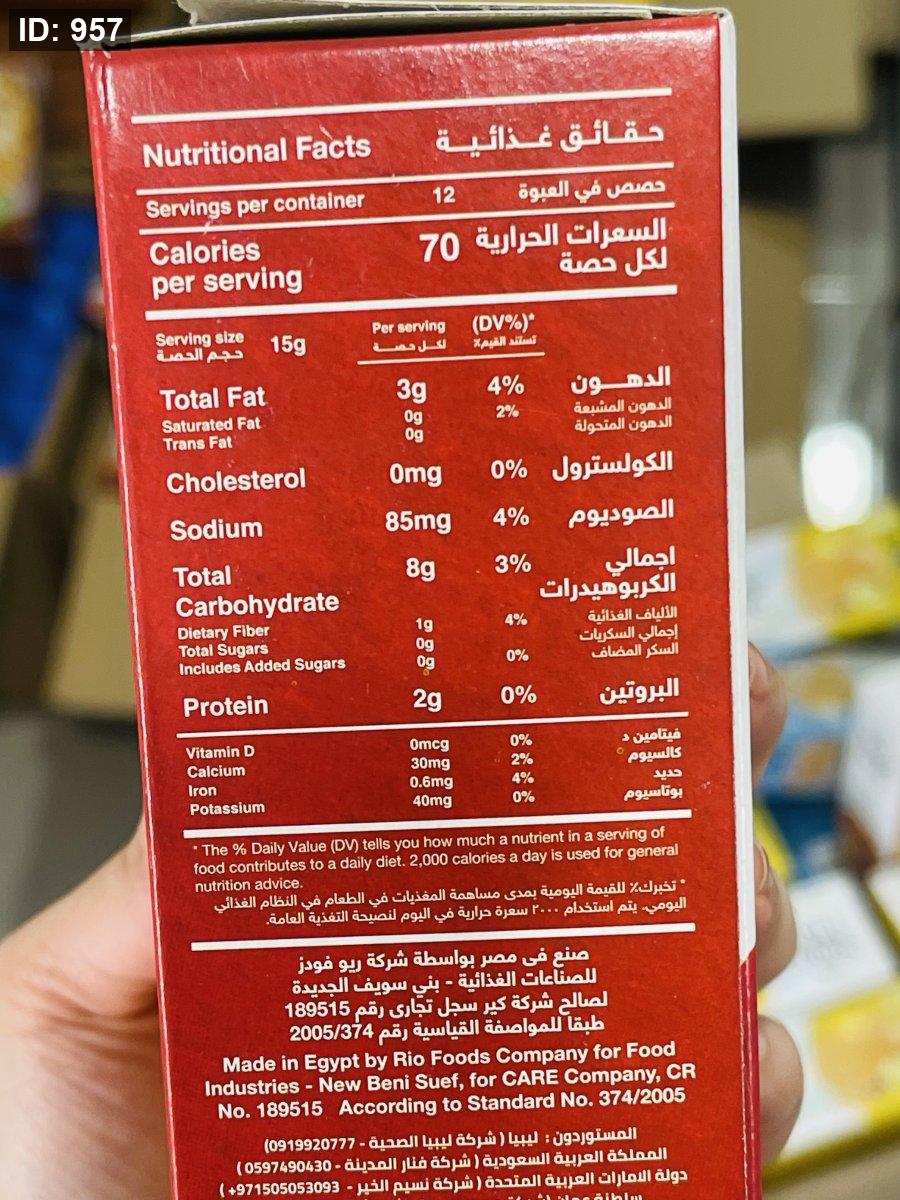 ID: 957
Nutritional Facts حقائق غذائية
Servings per container 12 حصص في العبوة
Calories per serving 70 السعرات الحرارية لكل حصة
Serving size 15g Per serving (DV%)*
حجم الحصة لكل حصة تستند القيم٪
Total Fat 3g 4% الدهون
Saturated Fat 0g 2% الدهون المشبعة
Trans Fat 0g الدهون المتحولة
Cholesterol 0mg 0% الكولسترول
Sodium 85mg 4% الصوديوم
Total Carbohydrate 8g 3% اجمالي الكربوهيدرات
Dietary Fiber 1g 4% الألياف الغذائية
Total Sugars 0g إجمالي السكريات
Includes Added Sugars 0g 0% السكر المضاف
Protein 2g 0% البروتين
Vitamin D 0mcg 0% فيتامين د
Calcium 30mg 2% كالسيوم
Iron 0.6mg 4% حديد
Potassium 40mg 0% بوتاسيوم
* The % Daily Value (DV) tells you how much a nutrient in a serving of
food contributes to a daily diet. 2,000 calories a day is used for general
nutrition advice.
* تخبرك٪ للقيمة اليومية بمدى مساهمة المغذيات في الطعام في النظام الغذائي
اليومي. يتم استخدام ٢٠٠٠ سعرة حرارية في اليوم لنصيحة التغذية العامة.
صنع فى مصر بواسطة شركة ريو فودز
للصناعات الغذائية - بني سويف الجديدة
لصالح شركة كير سجل تجارى رقم 189515
طبقا للمواصفة القياسية رقم 2005/374
Made in Egypt by Rio Foods Company for Food
Industries - New Beni Suef, for CARE Company, CR
No. 189515 According to Standard No. 374/2005
المستوردون : ليبيا ( شركة ليبيا الصحية - 0919920777)
المملكة العربية السعودية ( شركة فنار المدينة - 0597490430 )
دولة الامارات العربية المتحدة ( شركة نسيم الخير - 971505053093+ )